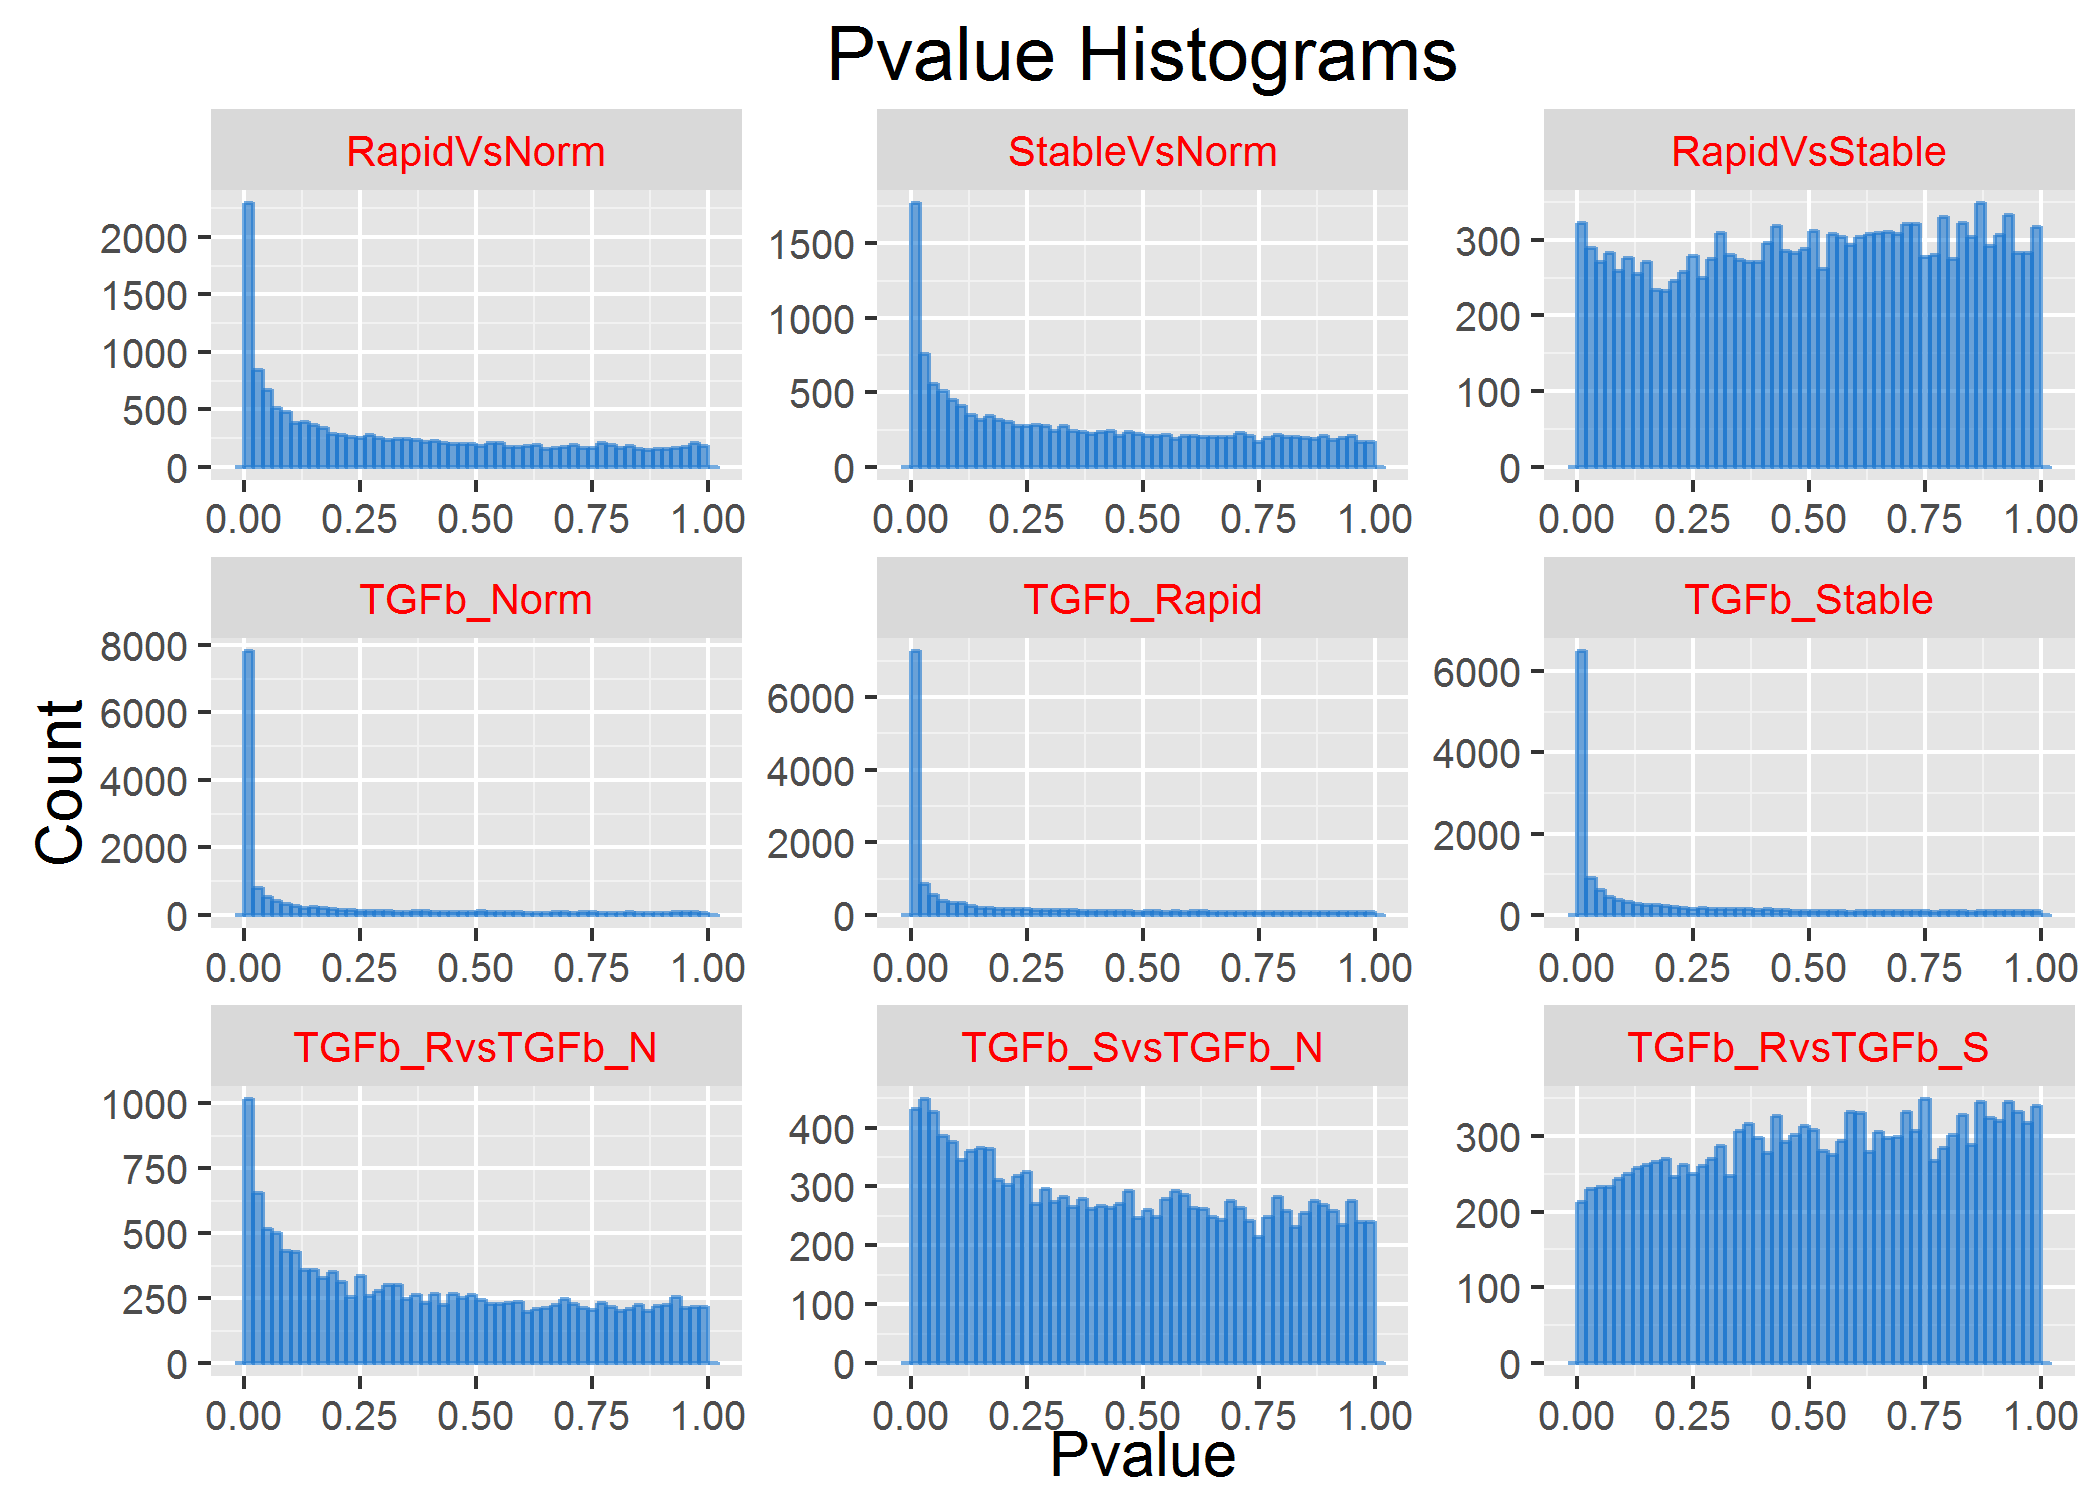 Pvalue Histograms
RapidVsNorm
2000
1500
1000
500
0
0.00 0.25 0.50 0.75 1.00
StableVsNorm
1500
1000
500
0
0.00 0.25 0.50 0.75 1.00
RapidVsStable
300
200
100
0
0.00 0.25 0.50 0.75 1.00
Count
TGFb_Norm
8000
6000
4000
2000
0
0.00 0.25 0.50 0.75 1.00
TGFb_Rapid
6000
4000
2000
0
0.00 0.25 0.50 0.75 1.00
TGFb_Stable
6000
4000
2000
0
0.00 0.25 0.50 0.75 1.00
TGFb_RvsTGFb_N
1000
750
500
250
0
0.00 0.25 0.50 0.75 1.00
TGFb_SvsTGFb_N
400
300
200
100
0
0.00 0.25 0.50 0.75 1.00
TGFb_RvsTGFb_S
300
200
100
0
0.00 0.25 0.50 0.75 1.00
Pvalue